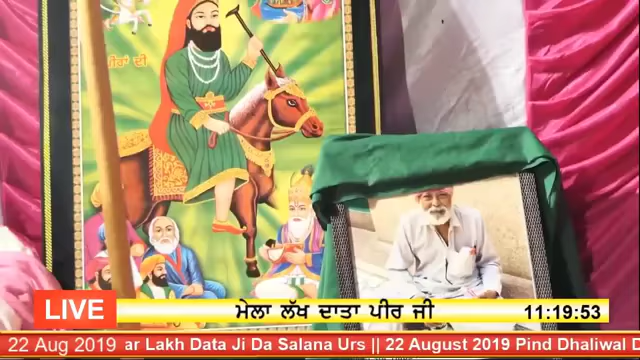 ਪੀਰਾਂ ਦੀ
LIVE ਮੇਲਾ ਲੱਖ ਦਾਤਾ ਪੀਰ ਜੀ 11:19:53
22 Aug 2019 ar Lakh Data Ji Da Salana Urs || 22 August 2019 Pind Dhaliwal D